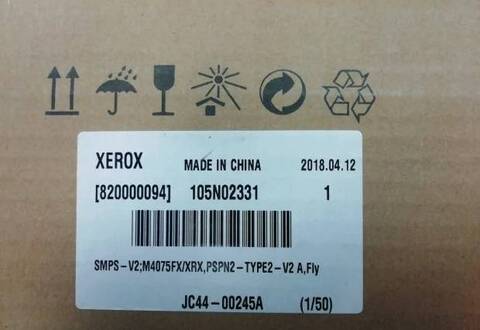 XEROX MADE IN CHINA 2018.04.12
[820000094] 105N02331 1
SMPS-V2;M4075FX/XRX,PSPN2-TYPE2-V2 A,Fly
JC44-00245A (1/50)